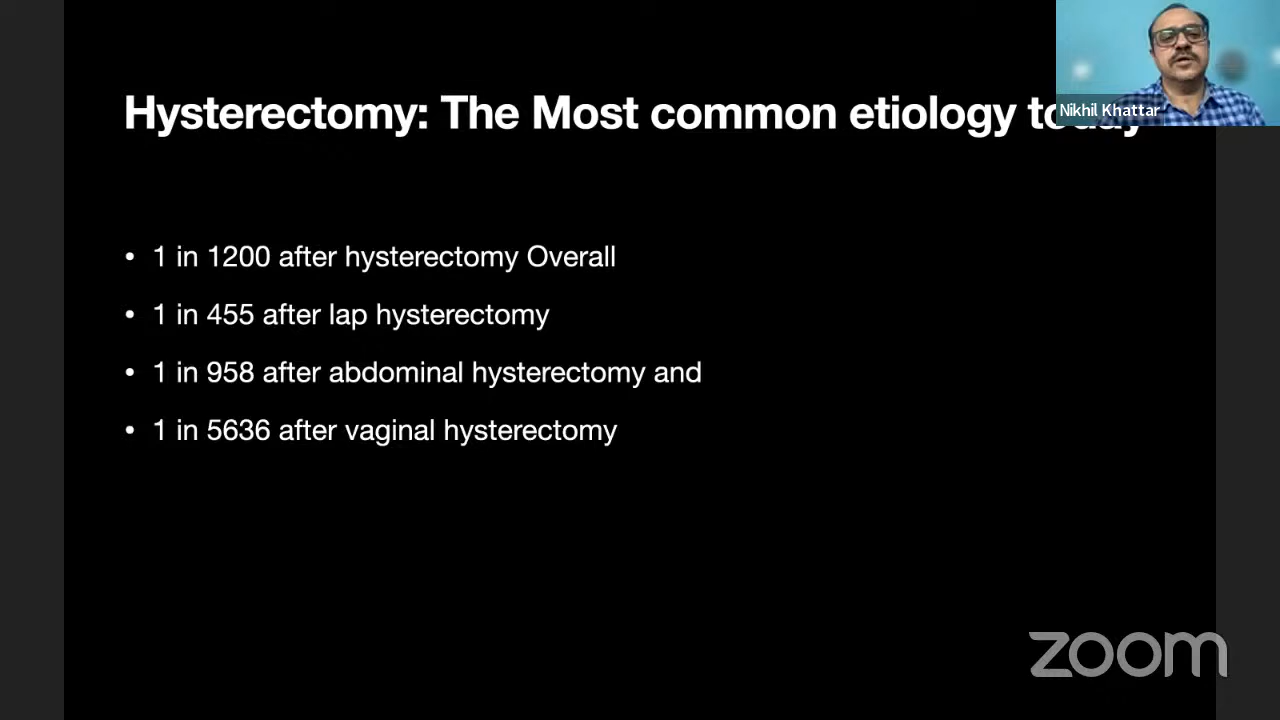 Hysterectomy: The Most common etiology today
Nikhil Khattar
• 1 in 1200 after hysterectomy Overall
• 1 in 455 after lap hysterectomy
• 1 in 958 after abdominal hysterectomy and
• 1 in 5636 after vaginal hysterectomy
zoom